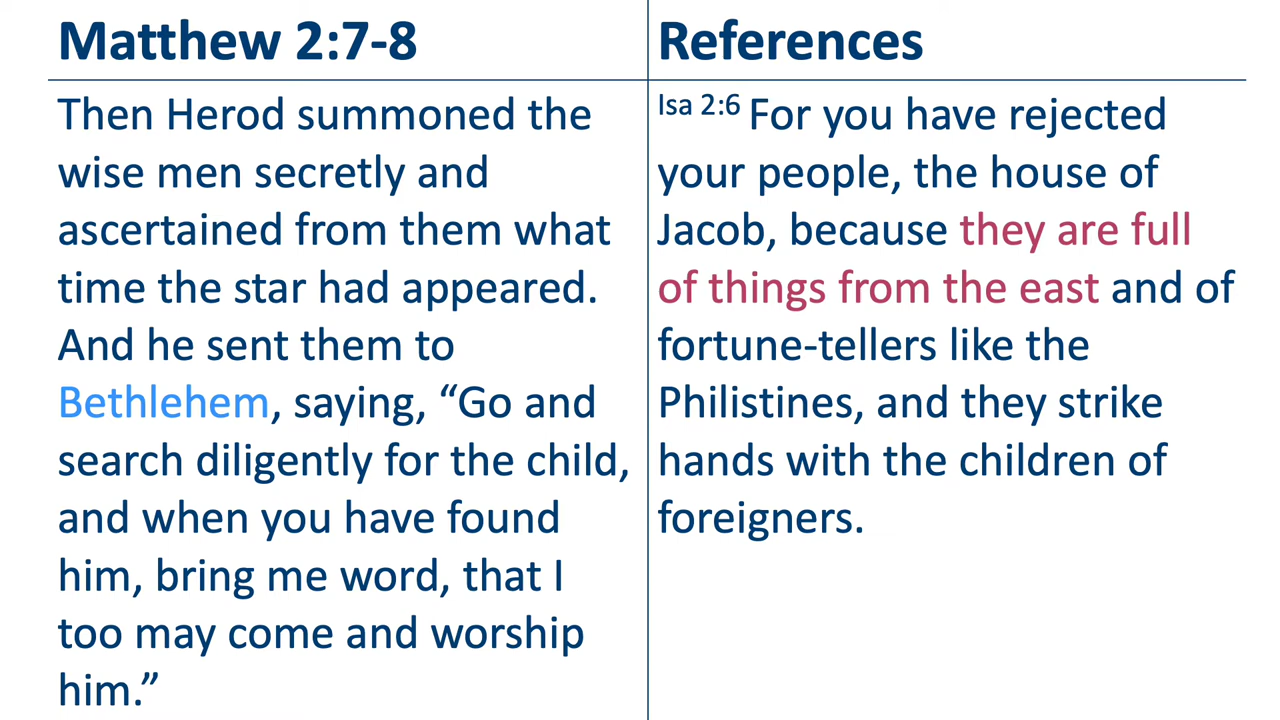 Matthew 2:7-8
Then Herod summoned the
wise men secretly and
ascertained from them what
time the star had appeared.
And he sent them to
Bethlehem, saying, “Go and
search diligently for the child,
and when you have found
him, bring me word, that I
too may come and worship
him.”
References
Isa 2:6 For you have rejected
your people, the house of
Jacob, because they are full
of things from the east and of
fortune-tellers like the
Philistines, and they strike
hands with the children of
foreigners.